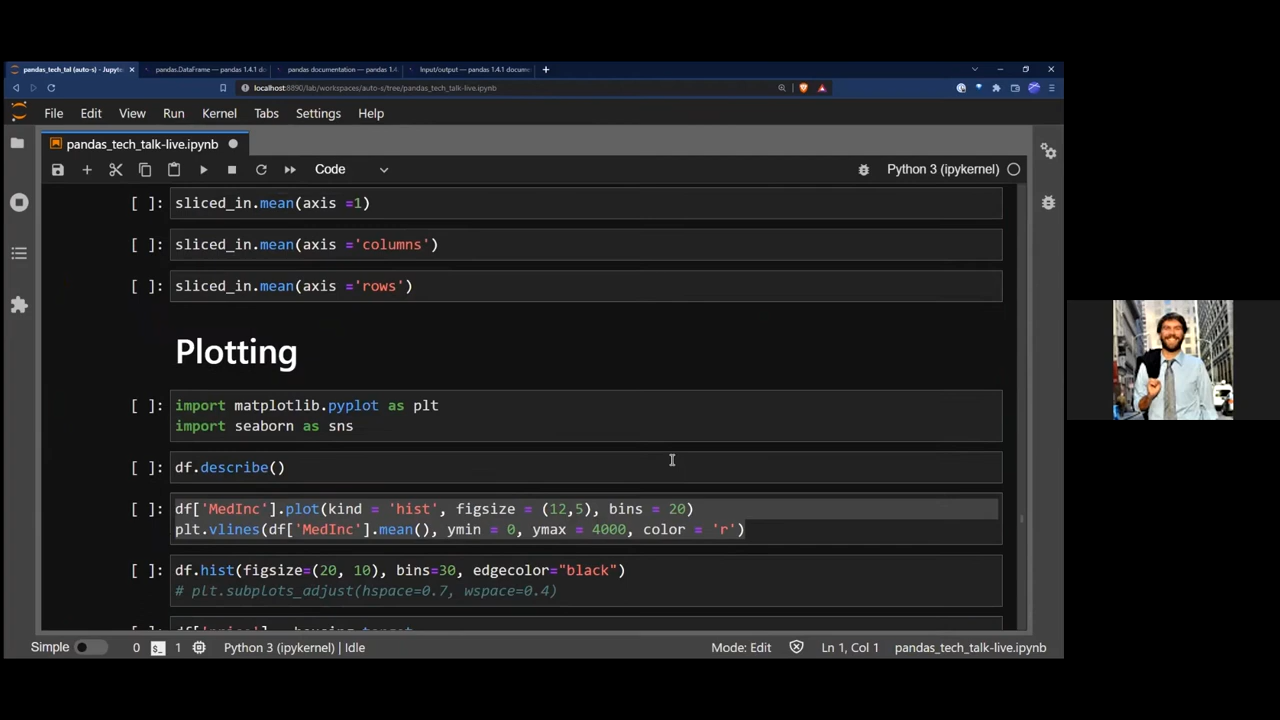 pandas_tech_tal (auto-s) - Jupyte
pandas.DataFrame — pandas 1.4.1 do
pandas documentation — pandas 1.4
Input/output — pandas 1.4.1 docume
localhost:8890/lab/workspaces/auto-s/tree/pandas_tech_talk-live.ipynb
File Edit View Run Kernel Tabs Settings Help
pandas_tech_talk-live.ipynb
Code
Python 3 (ipykernel)
[ ]: sliced_in.mean(axis =1)
[ ]: sliced_in.mean(axis ='columns')
[ ]: sliced_in.mean(axis ='rows')
Plotting
[ ]: import matplotlib.pyplot as plt
import seaborn as sns
[ ]: df.describe()
[ ]: df['MedInc'].plot(kind = 'hist', figsize = (12,5), bins = 20)
plt.vlines(df['MedInc'].mean(), ymin = 0, ymax = 4000, color = 'r')
[ ]: df.hist(figsize=(20, 10), bins=30, edgecolor="black")
# plt.subplots_adjust(hspace=0.7, wspace=0.4)
Simple 0 $_ 1 Python 3 (ipykernel) | Idle Mode: Edit Ln 1, Col 1 pandas_tech_talk-live.ipynb